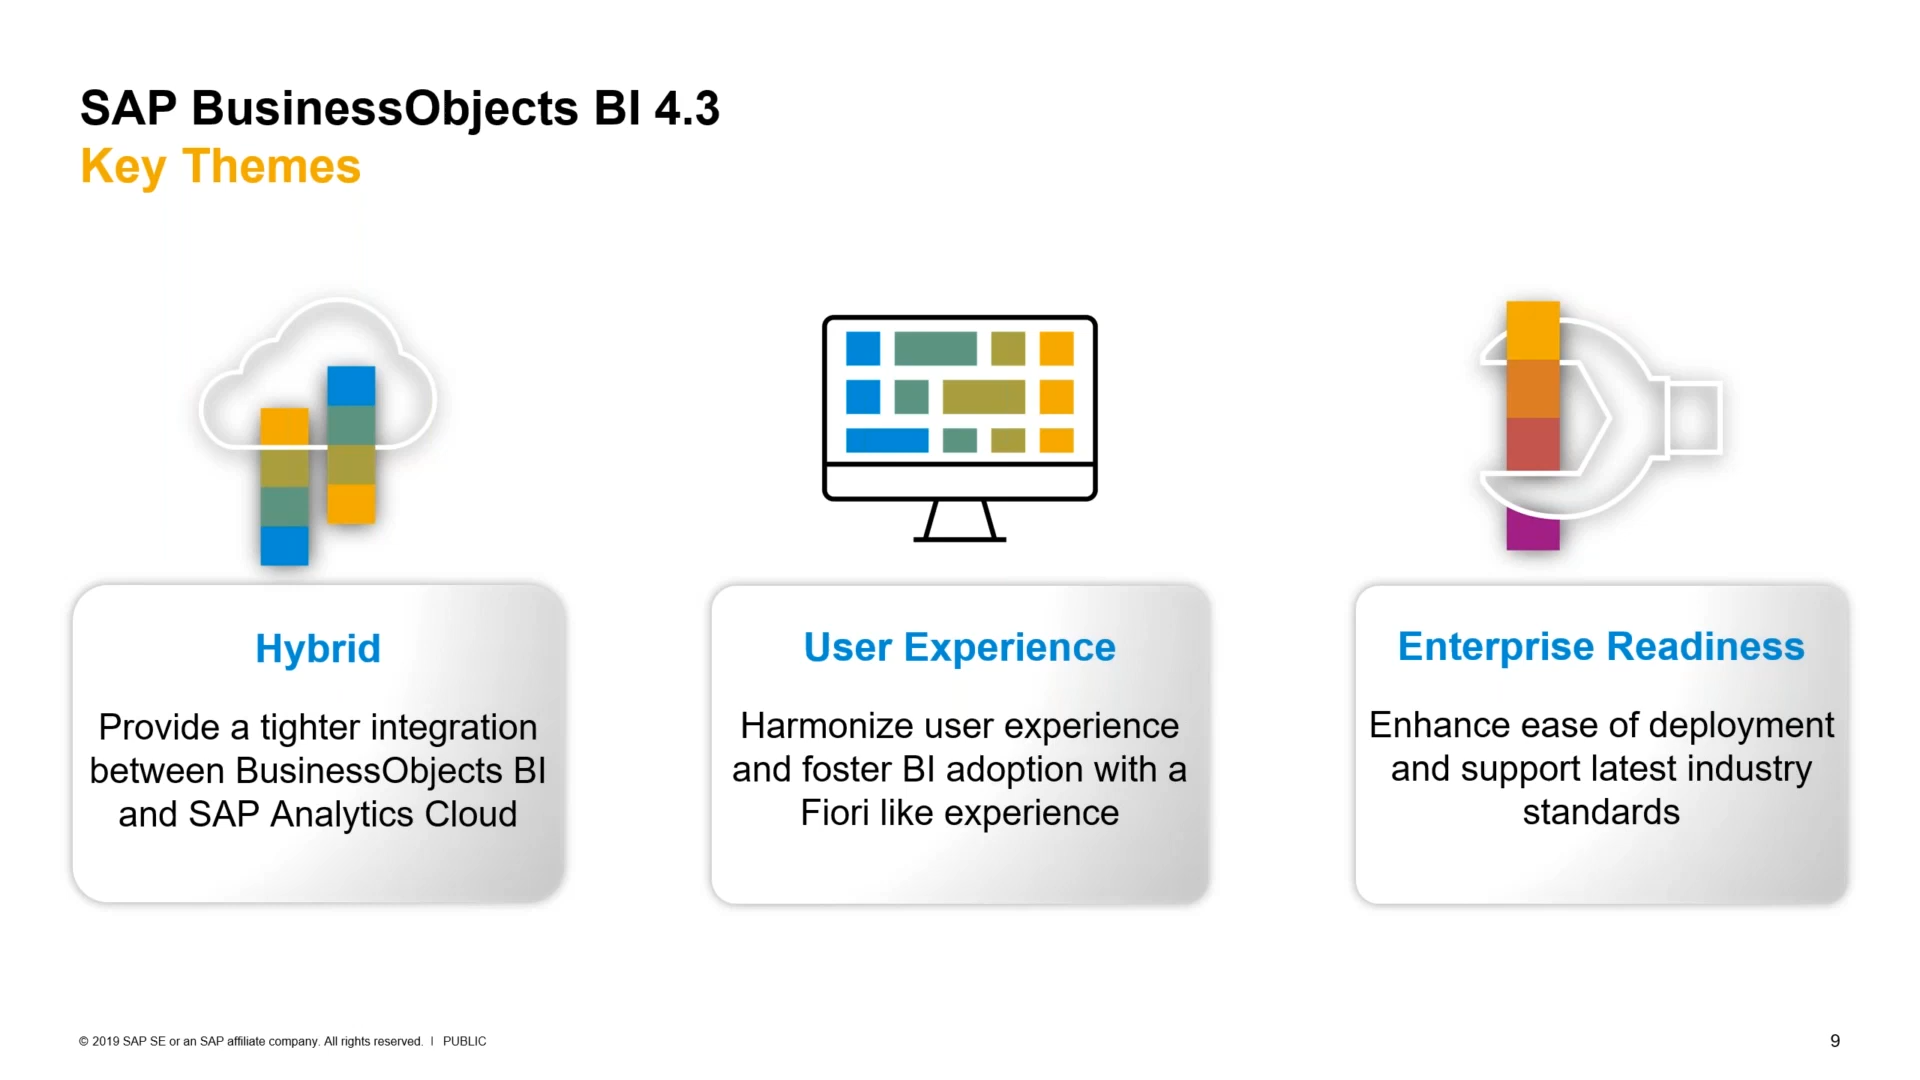 SAP BusinessObjects BI 4.3
Key Themes
Hybrid
Provide a tighter integration
between BusinessObjects BI
and SAP Analytics Cloud
User Experience
Harmonize user experience
and foster BI adoption with a
Fiori like experience
Enterprise Readiness
Enhance ease of deployment
and support latest industry
standards
© 2019 SAP SE or an SAP affiliate company. All rights reserved. | PUBLIC
9